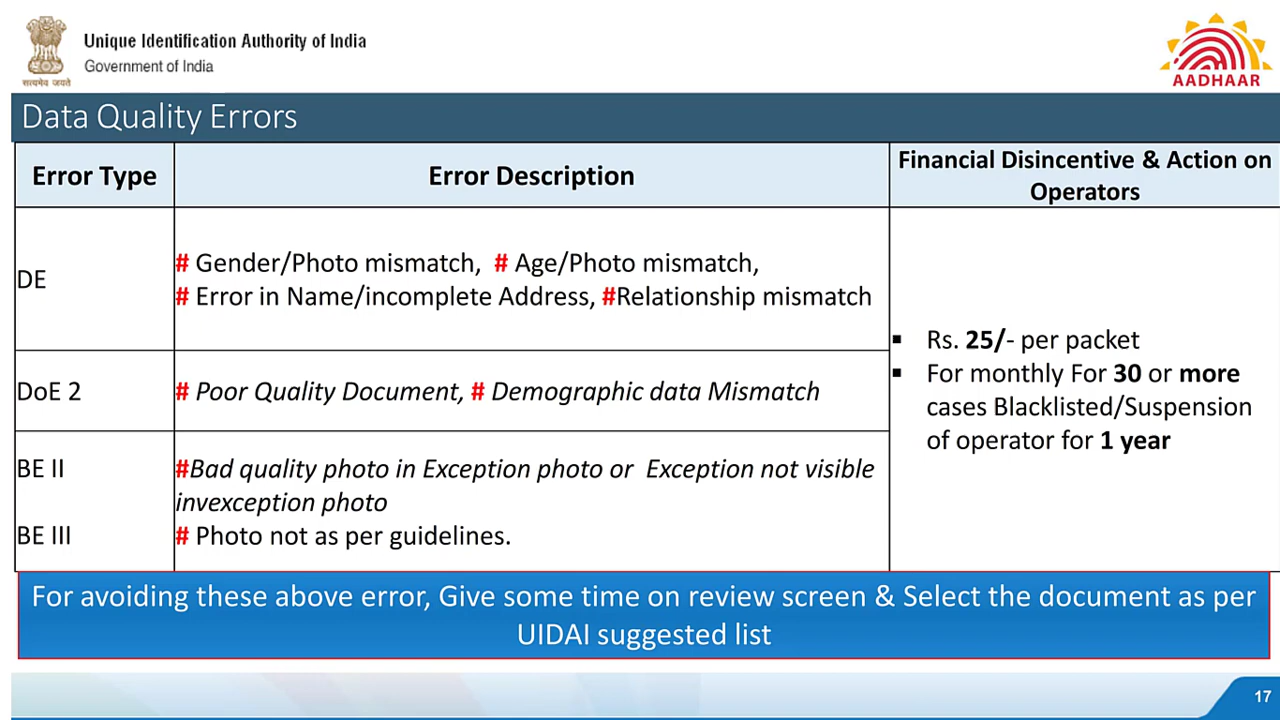 Unique Identification Authority of India
Government of India
सत्यमेव जयते
AADHAAR
Data Quality Errors
Error Type
Error Description
Financial Disincentive & Action on
Operators
DE
# Gender/Photo mismatch, # Age/Photo mismatch,
# Error in Name/incomplete Address, #Relationship mismatch
DoE 2
# Poor Quality Document, # Demographic data Mismatch
BE II
#Bad quality photo in Exception photo or Exception not visible
invexception photo
BE III
# Photo not as per guidelines.
▪ Rs. 25/- per packet
▪ For monthly For 30 or more
cases Blacklisted/Suspension
of operator for 1 year
For avoiding these above error, Give some time on review screen & Select the document as per
UIDAI suggested list
17